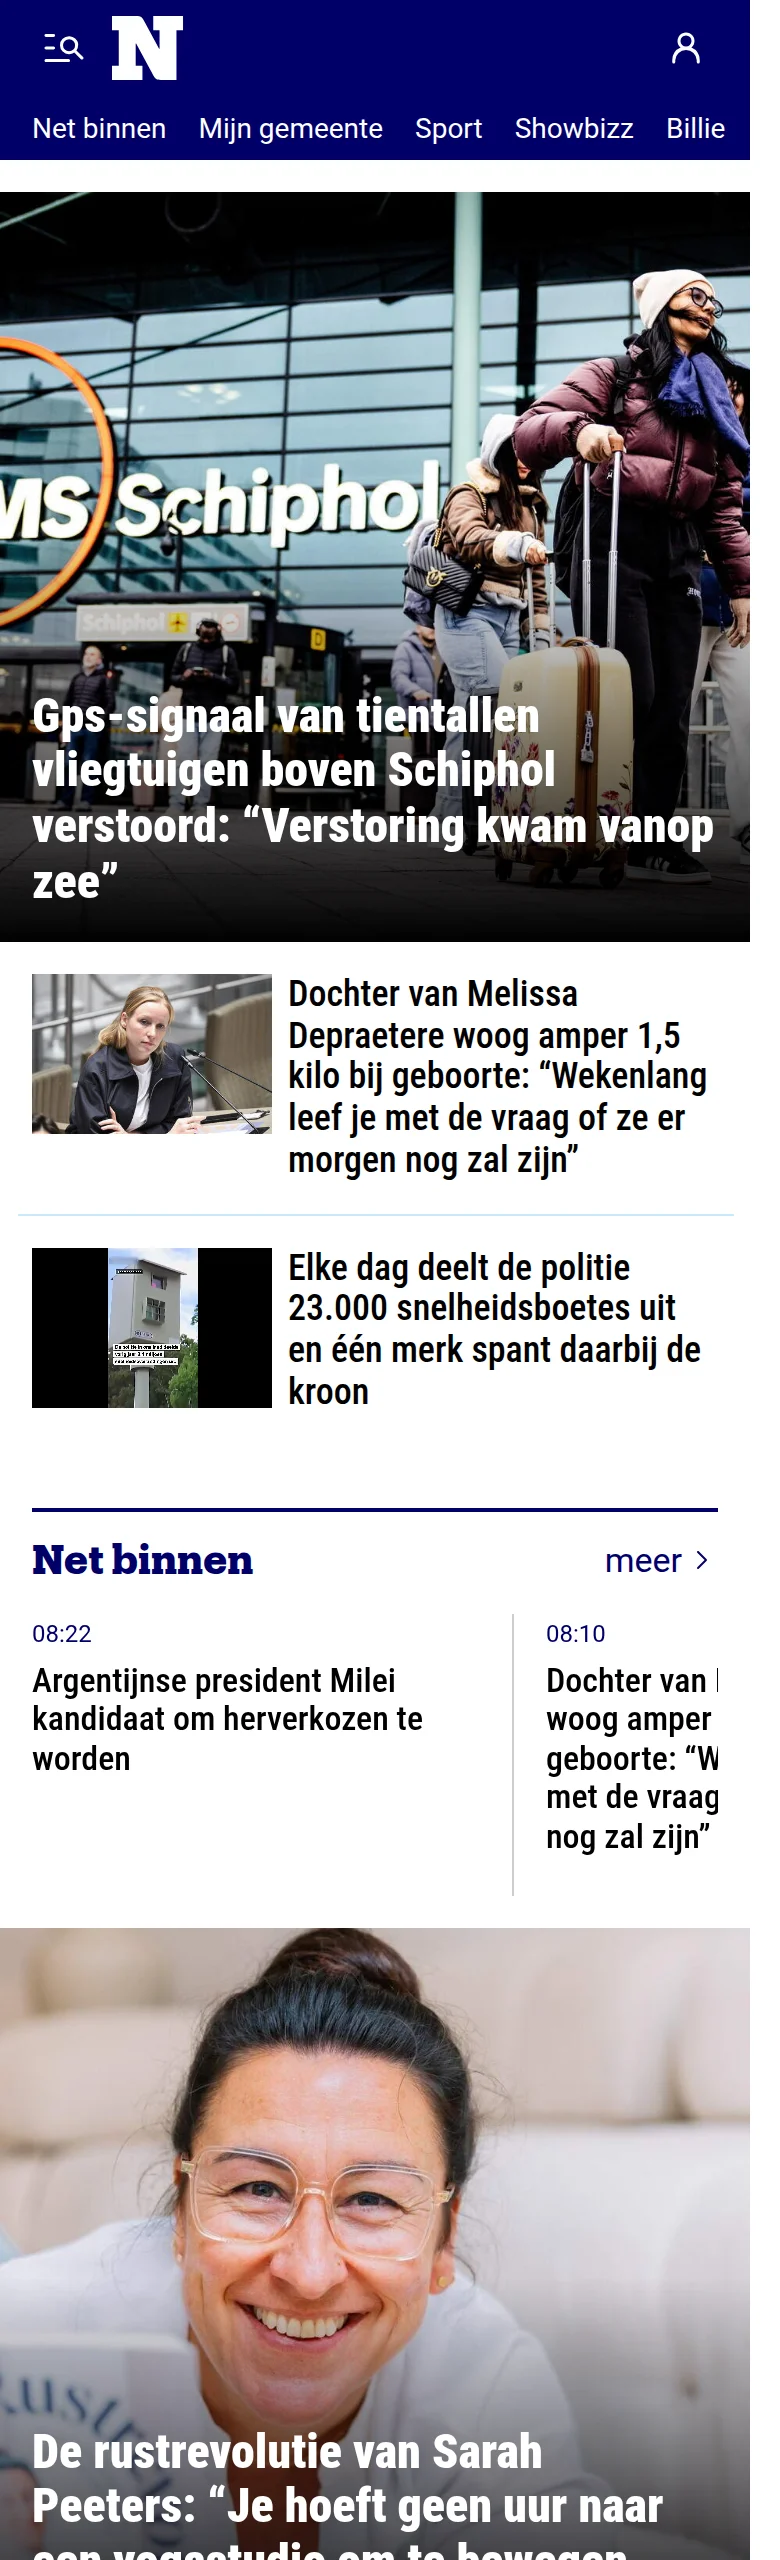 N
Net binnen Mijn gemeente Sport Showbizz Billie
MS Schiphol
Schiphol
D
Gps-signaal van tientallen
vliegtuigen boven Schiphol
verstoord: “Verstoring kwam vanop
zee”
Dochter van Melissa
Depraetere woog amper 1,5
kilo bij geboorte: “Wekenlang
leef je met de vraag of ze er
morgen nog zal zijn”
Elke dag deelt de politie
23.000 snelheidsboetes uit
en één merk spant daarbij de
kroon
Net binnen meer
08:22
Argentijnse president Milei
kandidaat om herverkozen te
worden
08:10
Dochter van
woog amper
geboorte: “W
met de vraag
nog zal zijn”
De rustrevolutie van Sarah
Peeters: “Je hoeft geen uur naar
een yogastudio om te bewegen